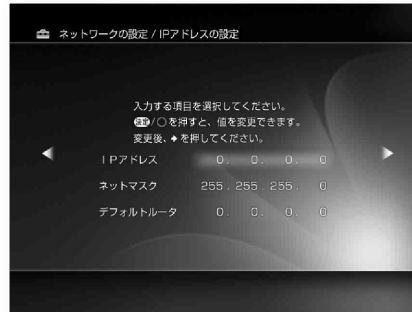 ネットワークの設定 / IPアドレスの設定
入力する項目を選択してください。
決定/○を押すと、値を変更できます。
変更後、➧を押してください。
IPアドレス 0. 0. 0. 0
ネットマスク 255.255.255. 0
デフォルトルータ 0. 0. 0. 0